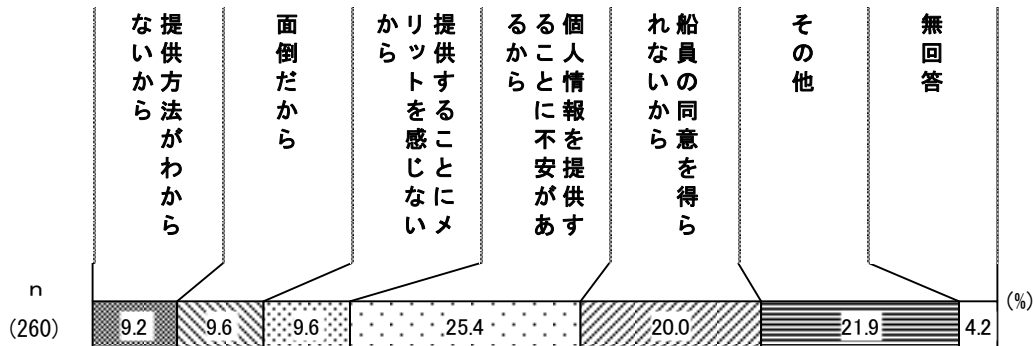 提供方法がわから
ないから
面倒だから
提供することにメ
リットを感じない
から
個人情報を提供す
ることに不安があ
るから
船員の同意を得ら
れないから
その他
無回答
n
(260)
9.2
9.6
9.6
25.4
20.0
21.9
4.2
(%)